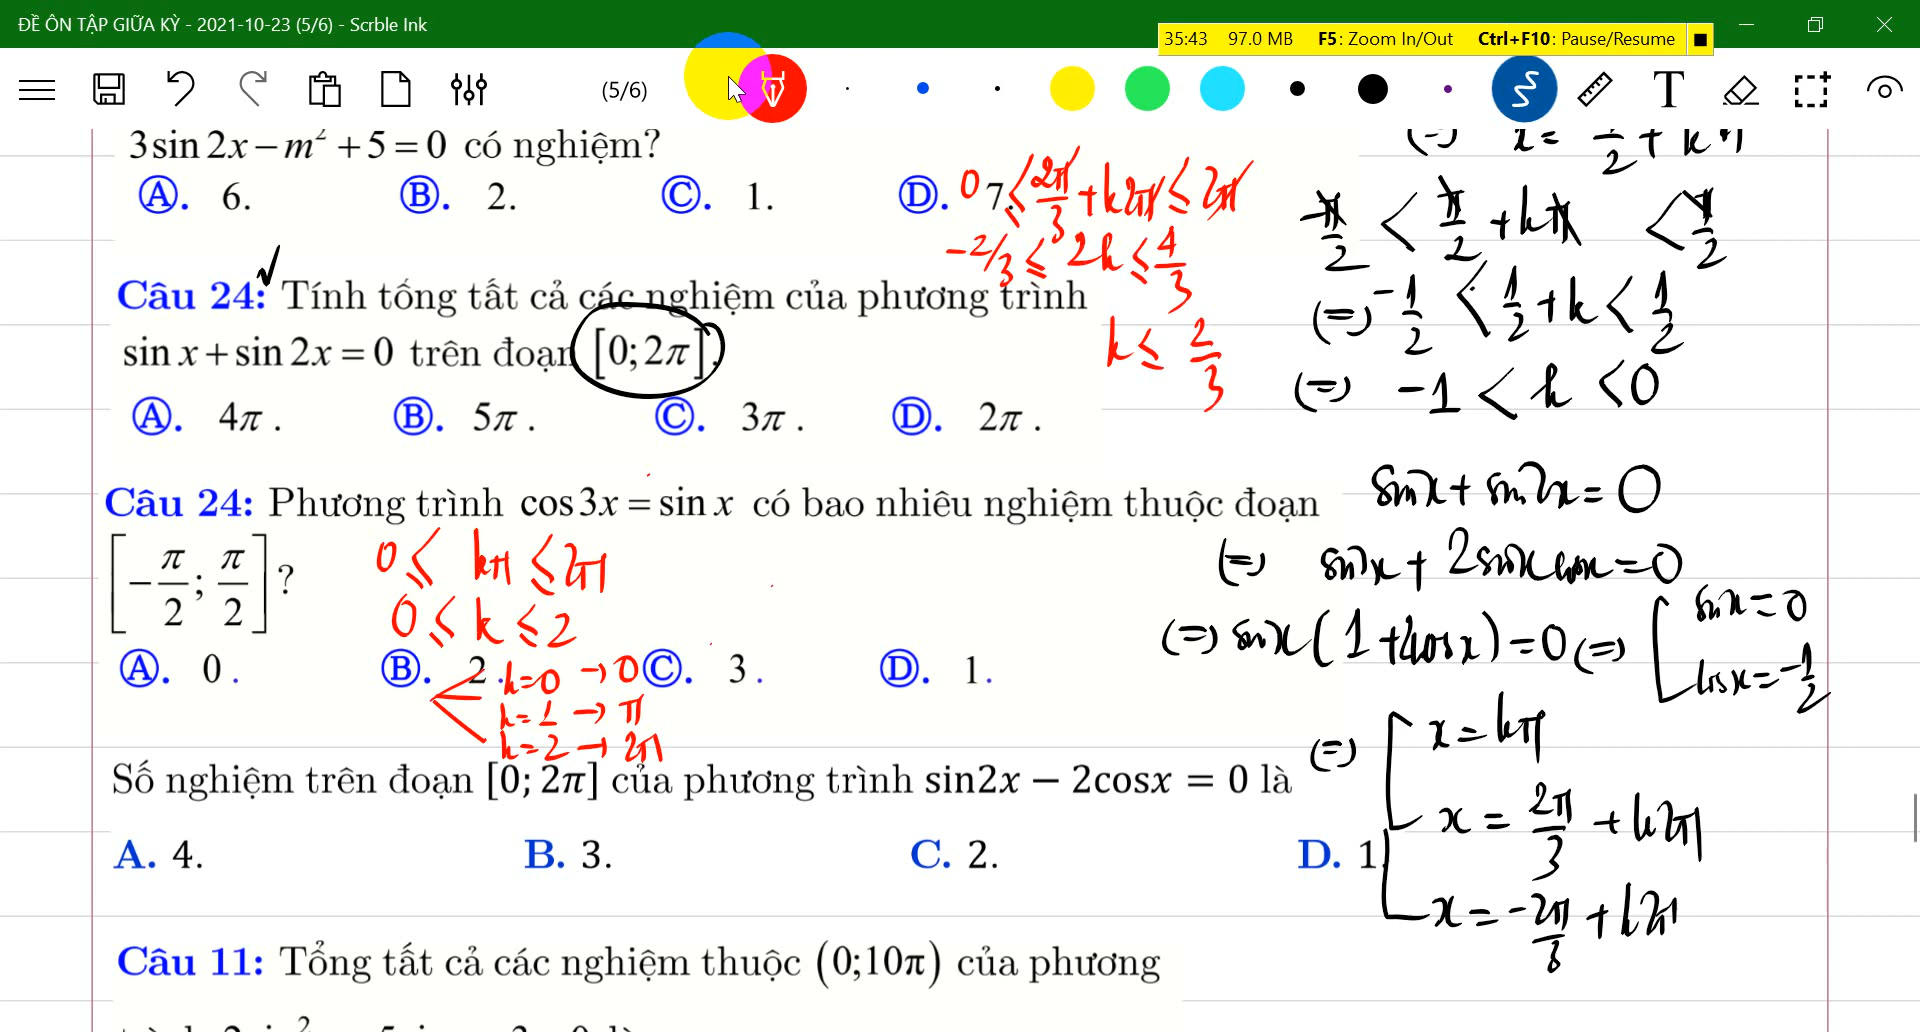 ĐỀ ÔN TẬP GIỮA KỲ - 2021-10-23 (5/6) - Scrble Ink
35:43 97.0 MB F5: Zoom In/Out Ctrl+F10: Pause/Resume
(5/6) T
3sin2x − m² + 5 = 0 có nghiệm?
A. 6. B. 2. C. 1. D. 7.
0 ≤ 2π/3 + k2π ≤ 2π
-2/3 ≤ 2k ≤ 4/3
k ≤ 2/3
Câu 24: Tính tổng tất cả các nghiệm của phương trình
sin x + sin 2x = 0 trên đoạn [0; 2π].
A. 4π . B. 5π . C. 3π . D. 2π .
Câu 24: Phương trình cos3x = sin x có bao nhiêu nghiệm thuộc đoạn
[−π/2; π/2]?
A. 0 . B. 2 . C. 3 . D. 1.
0 ≤ kπ ≤ 2π
0 ≤ k ≤ 2
k=0 → 0
k=1 → π
k=2 → 2π
Số nghiệm trên đoạn [0; 2π] của phương trình sin2x − 2cosx = 0 là
A. 4. B. 3. C. 2. D. 1.
Câu 11: Tổng tất cả các nghiệm thuộc (0;10π) của phương
(=) x = π/2 + kπ
-π/2 < π/2 + kπ < π/2
(=) -1/2 < 1/2 + k < 1/2
(=) -1 < k < 0
sinx + sin2x = 0
(=) sinx + 2sinxcosx = 0
(=) sinx(1 + 2cosx) = 0 (=) [ sinx = 0
cosx = -1/2
(=) [ x = kπ
x = 2π/3 + k2π
x = -2π/3 + k2π